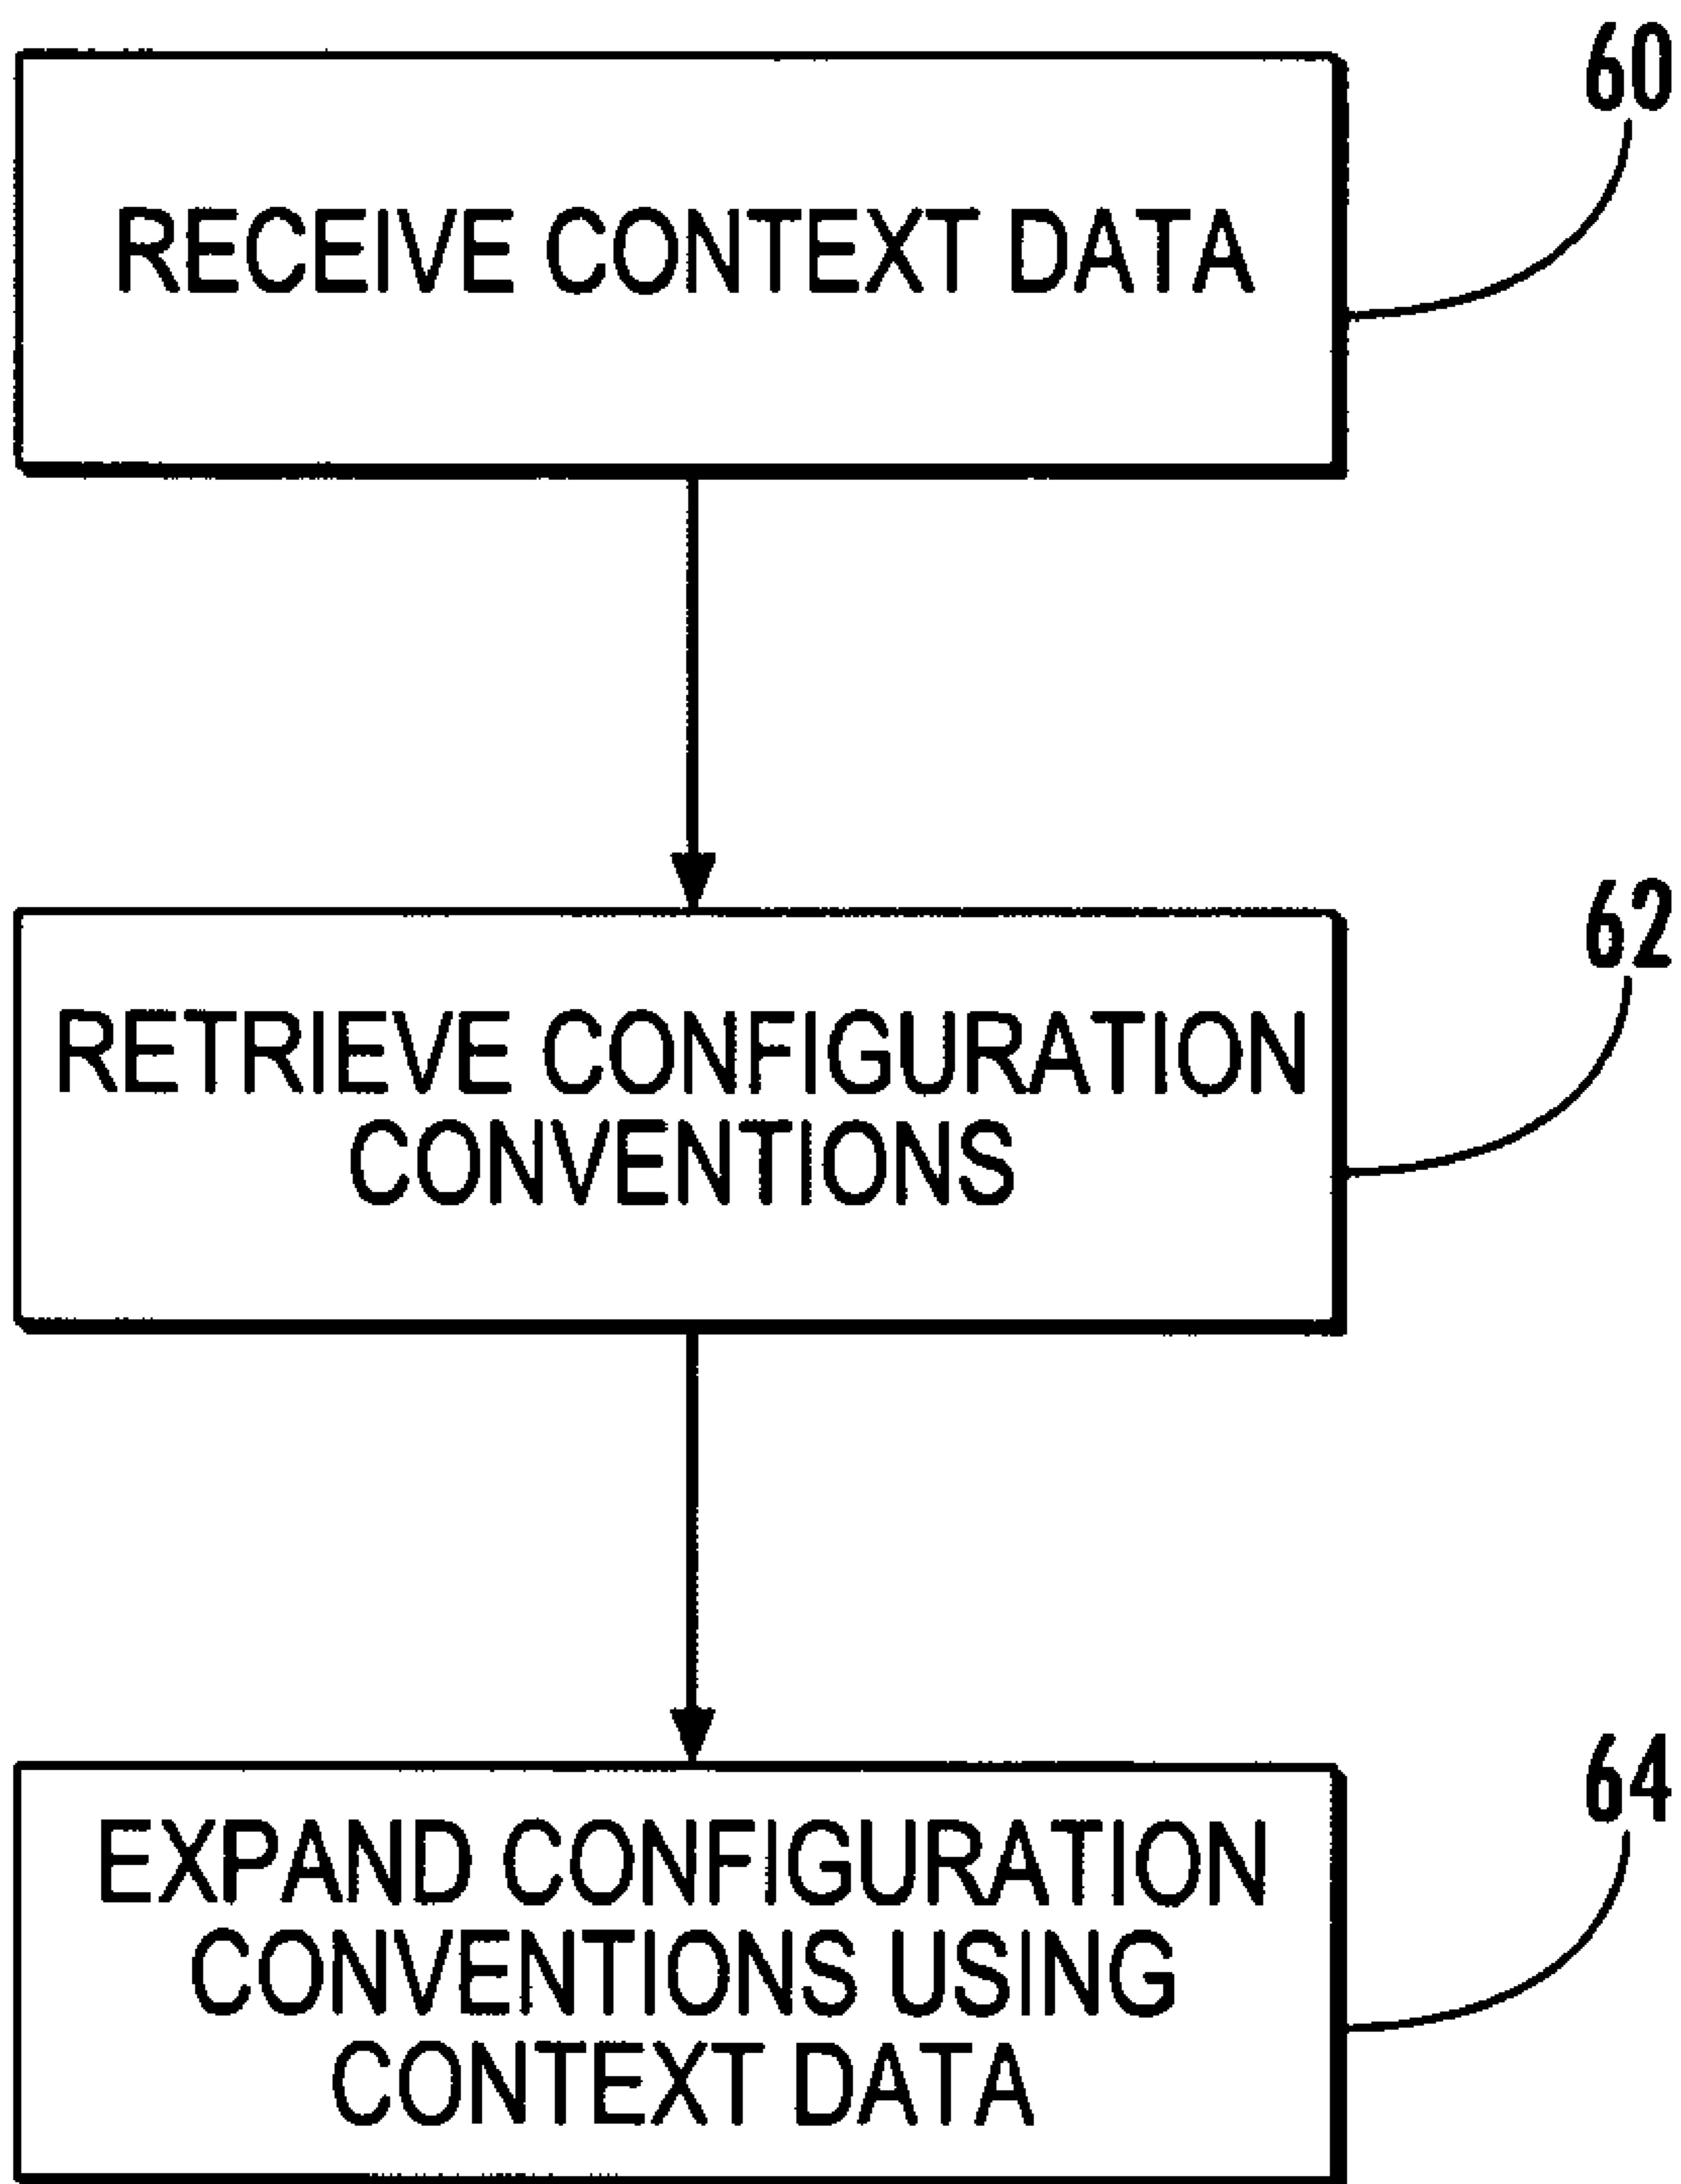 60
RECEIVE CONTEXT DATA
62
RETRIEVE CONFIGURATION
CONVENTIONS
64
EXPAND CONFIGURATION
CONVENTIONS USING
CONTEXT DATA